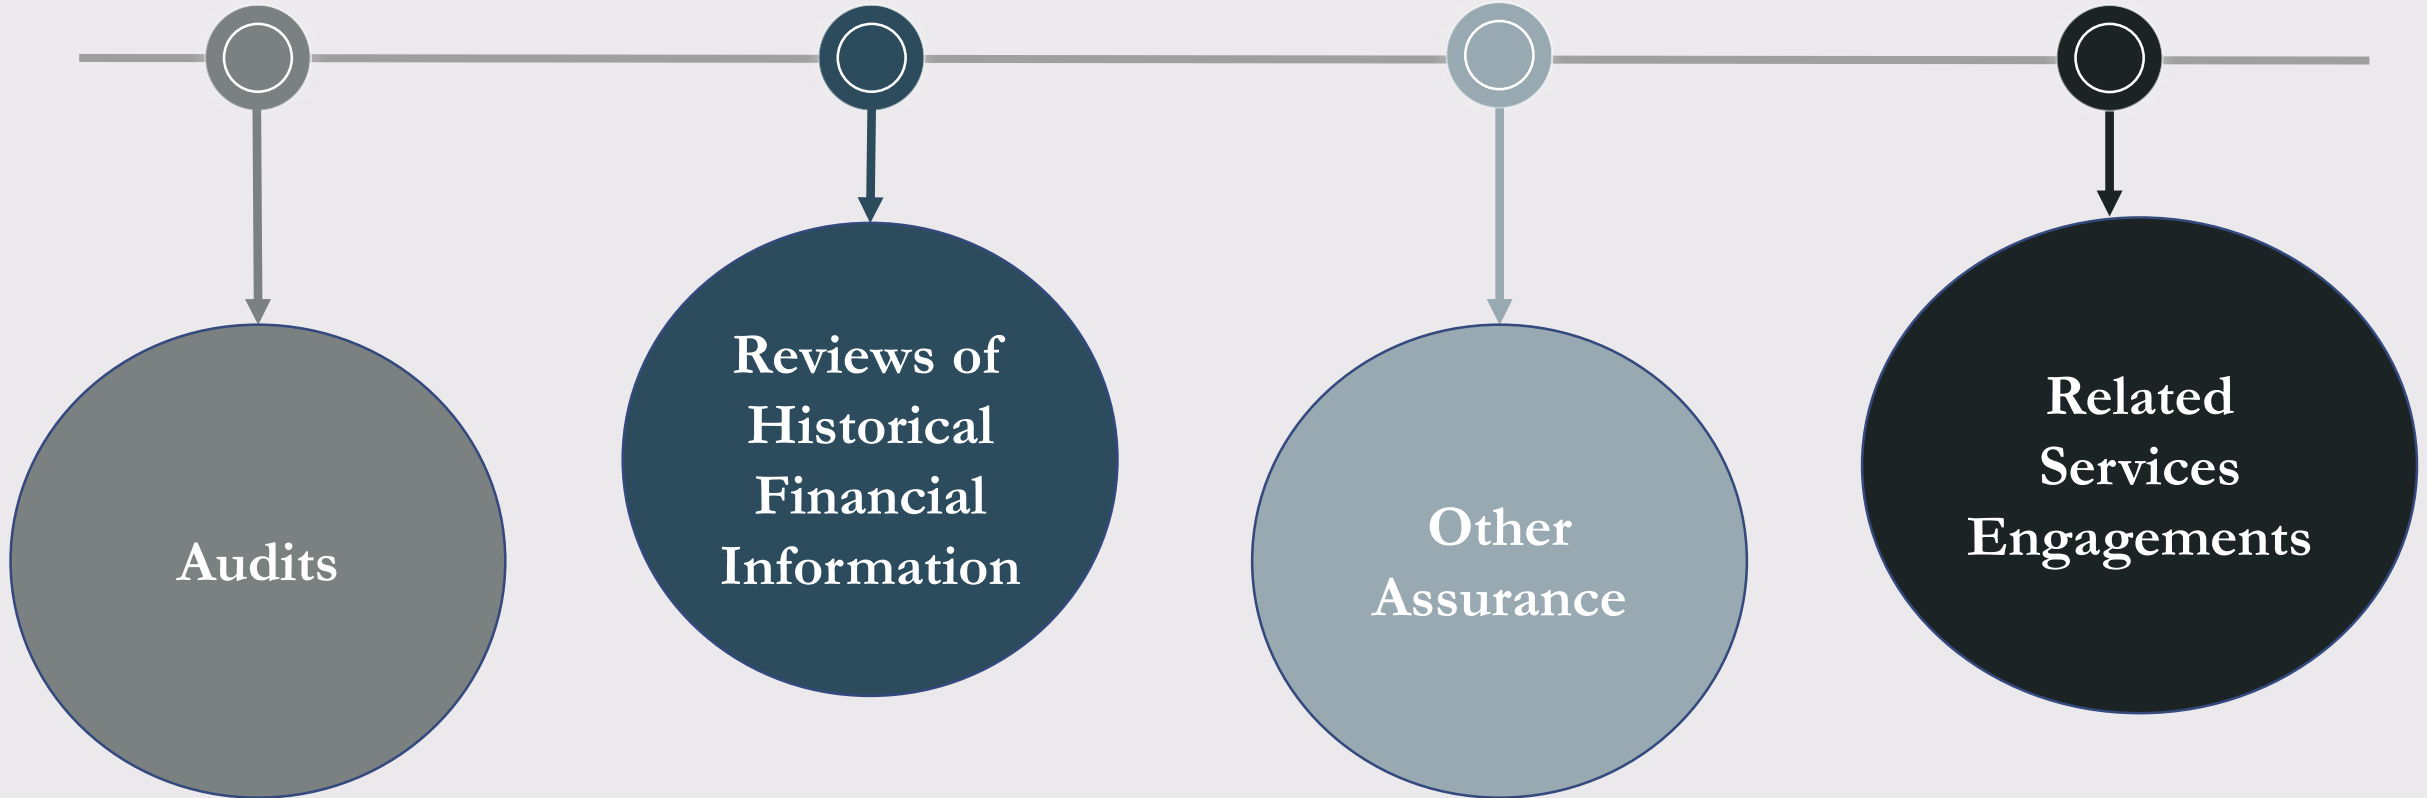 Audits
Reviews of
Historical
Financial
Information
Other
Assurance
Related
Services
Engagements